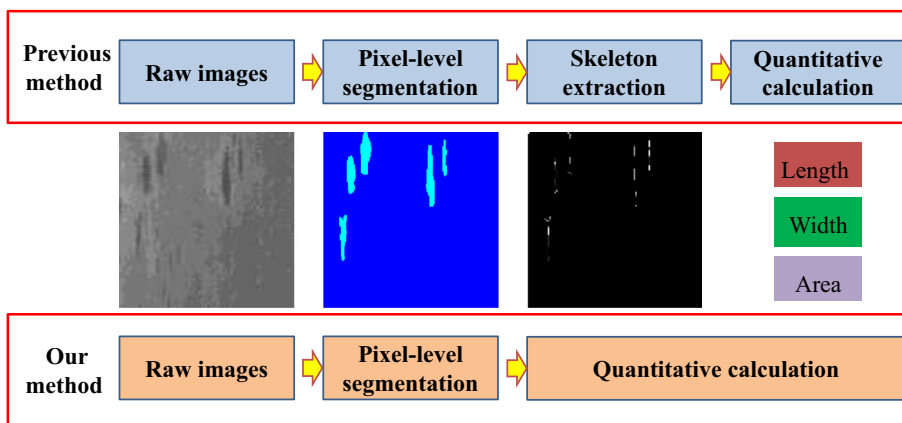 Previous
method
Raw images
Pixel-level
segmentation
Skeleton
extraction
Quantitative
calculation
Length
Width
Area
Our
method
Raw images
Pixel-level
segmentation
Quantitative calculation